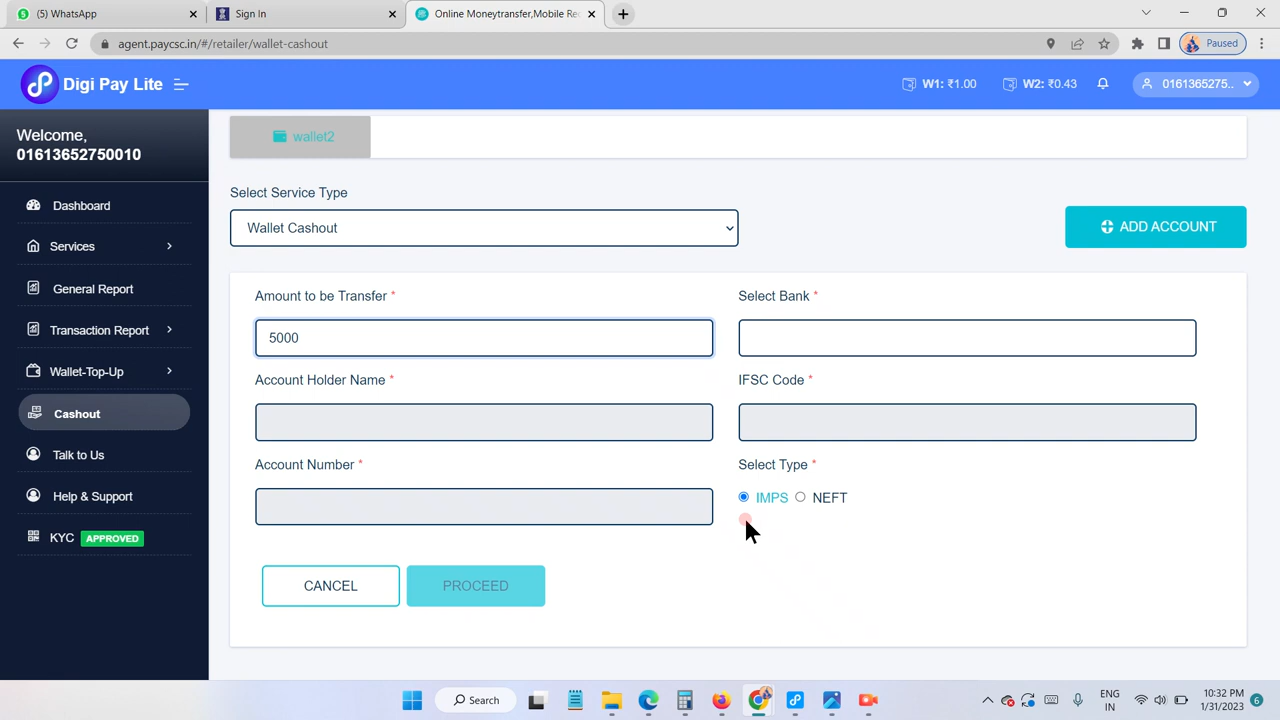 (5) WhatsApp
Sign In
Online Moneytransfer,Mobile Re
agent.paycsc.in/#/retailer/wallet-cashout
Paused
Digi Pay Lite
W1: ₹1.00
W2: ₹0.43
0161365275..
Welcome,
01613652750010
Dashboard
Services
General Report
Transaction Report
Wallet-Top-Up
Cashout
Talk to Us
Help & Support
KYC APPROVED
wallet2
Select Service Type
Wallet Cashout
ADD ACCOUNT
Amount to be Transfer *
Select Bank *
5000
Account Holder Name *
IFSC Code *
Account Number *
Select Type *
IMPS NEFT
CANCEL
PROCEED
Search
ENG
IN
10:32 PM
1/31/2023
6